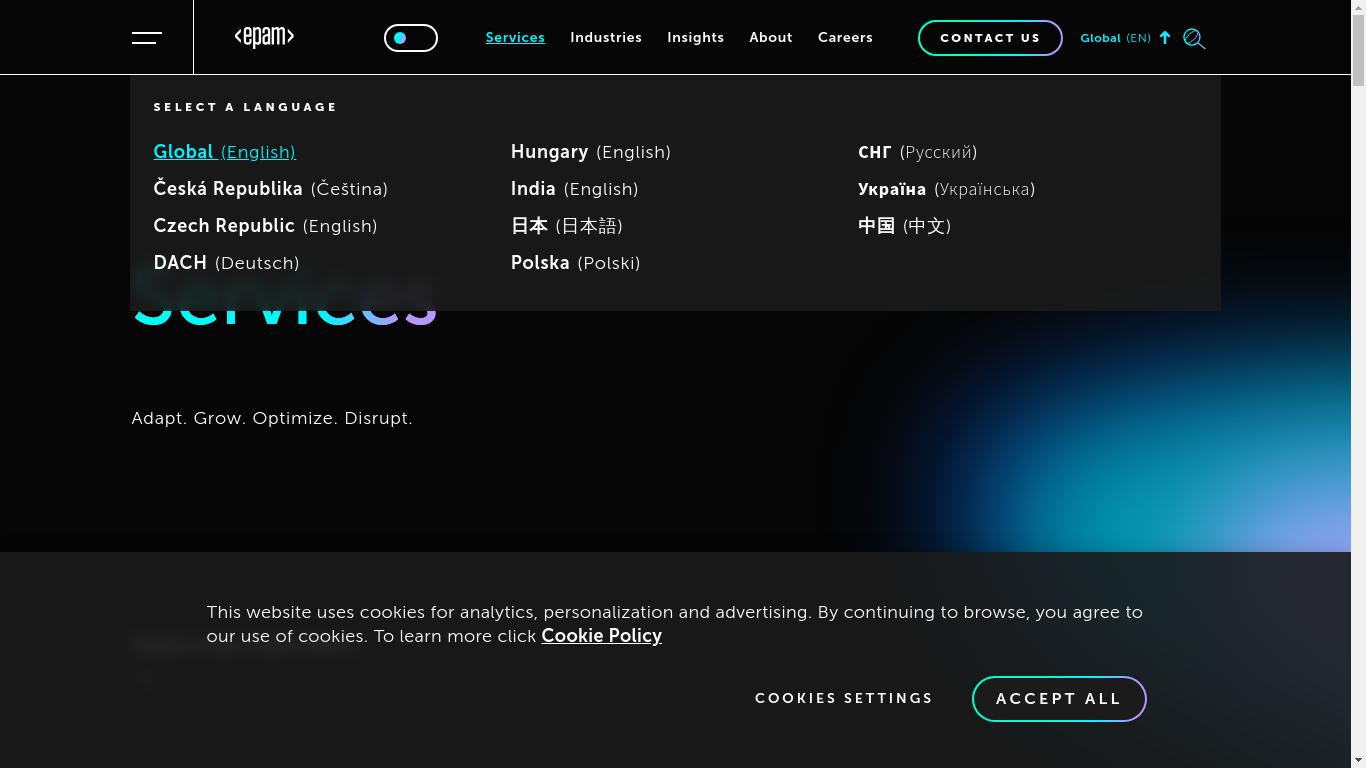 <epam>
Services Industries Insights About Careers CONTACT US Global (EN)
SELECT A LANGUAGE
Global (English)
Česká Republika (Čeština)
Czech Republic (English)
DACH (Deutsch)
Hungary (English)
India (English)
日本 (日本語)
Polska (Polski)
СНГ (Русский)
Україна (Українська)
中国 (中文)
Services
Adapt. Grow. Optimize. Disrupt.
This website uses cookies for analytics, personalization and advertising. By continuing to browse, you agree to
our use of cookies. To learn more click Cookie Policy
COOKIES SETTINGS ACCEPT ALL